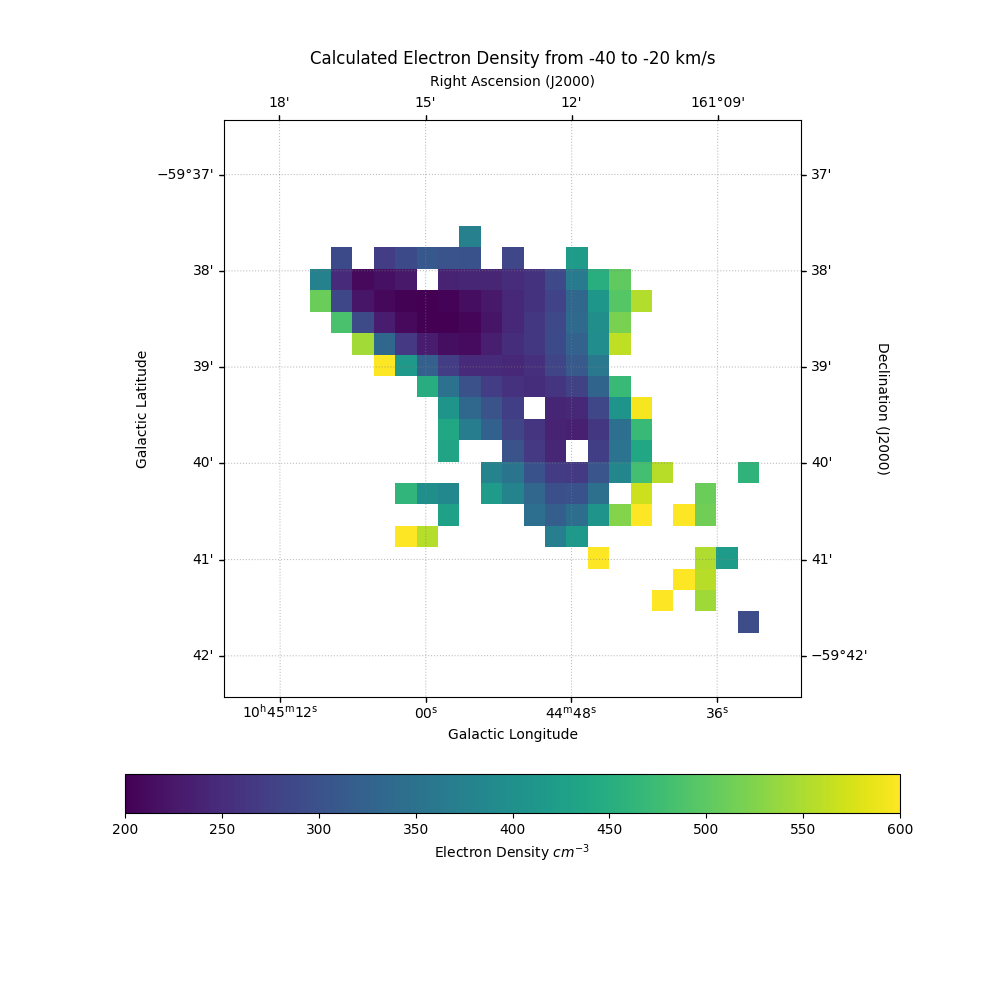 Calculated Electron Density from -40 to -20 km/s
Right Ascension (J2000)
18' 15' 12' 161°09'
−59°37' 37'
38' 38'
39' 39'
Galactic Latitude
Declination (J2000)
40' 40'
41' 41'
42' −59°42'
10ʰ45ᵐ12ˢ 00ˢ 44ᵐ48ˢ 36ˢ
Galactic Longitude
200 250 300 350 400 450 500 550 600
Electron Density cm⁻³